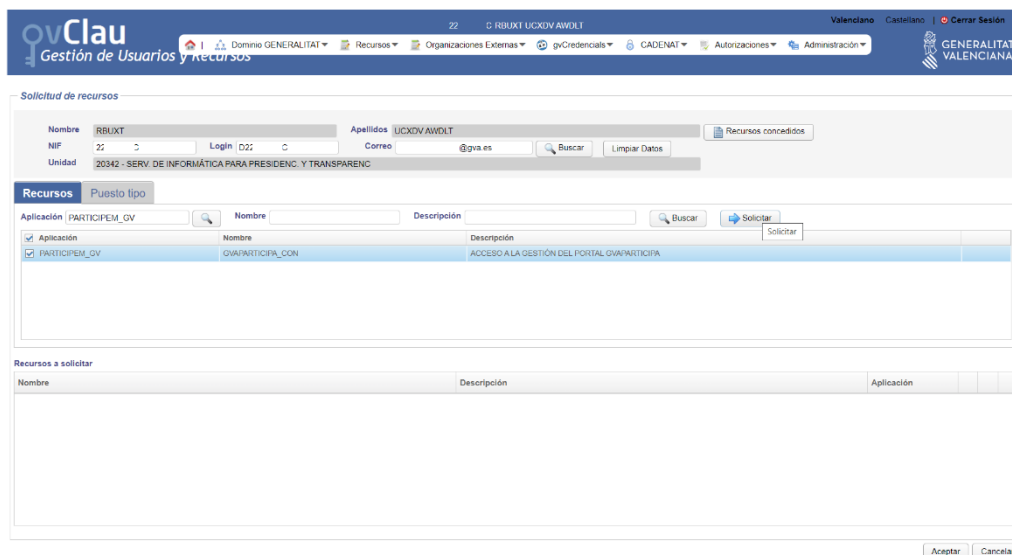 22 C RBUXT UCXDV AWDLT
Valenciano Castellano | Cerrar Sesión
gvClau
Gestión de Usuarios y Recursos
Dominio GENERALITAT Recursos Organizaciones Externas gvCredencials CADENAT Autorizaciones Administración
GENERALITAT
VALENCIANA
Solicitud de recursos
Nombre RBUXT Apellidos UCXDV AWDLT Recursos concedidos
NIF 22 C Login D22 C Correo @gva.es Buscar Limpiar Datos
Unidad 20342 - SERV. DE INFORMÁTICA PARA PRESIDENC. Y TRANSPARENC
Recursos Puesto tipo
Aplicación PARTICIPEM_GV Nombre Descripción Buscar Solicitar
Solicitar
Aplicación Nombre Descripción
PARTICIPEM_GV GVAPARTICIPA_CON ACCESO A LA GESTIÓN DEL PORTAL GVAPARTICIPA
Recursos a solicitar
Nombre Descripción Aplicación
Aceptar Cancela